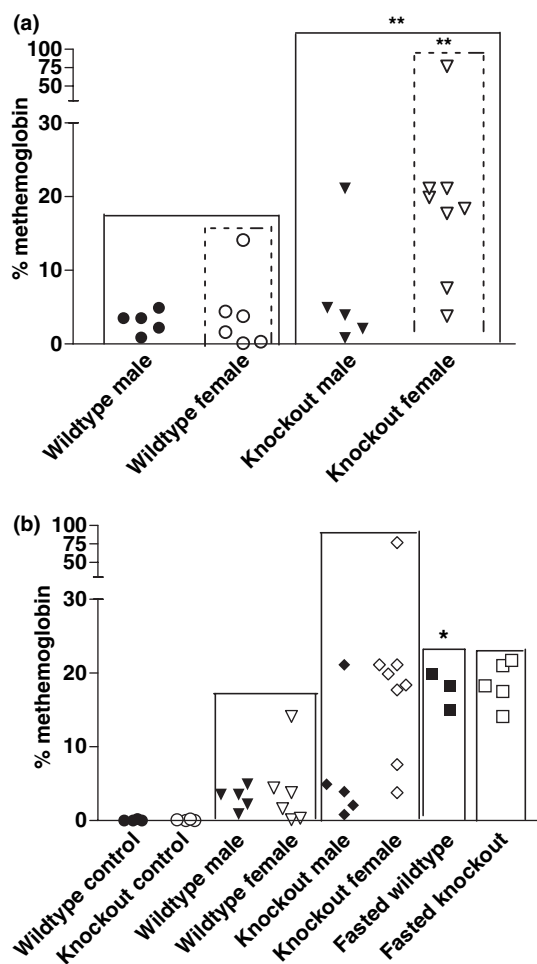 (a)
**
**
100
75
50
30
20
10
0
% methemoglobin
Wildtype male
Wildtype female
Knockout male
Knockout female
(b)
100
75
50
30
20
10
0
% methemoglobin
*
Wildtype control
Knockout control
Wildtype male
Wildtype female
Knockout male
Knockout female
Fasted wildtype
Fasted knockout